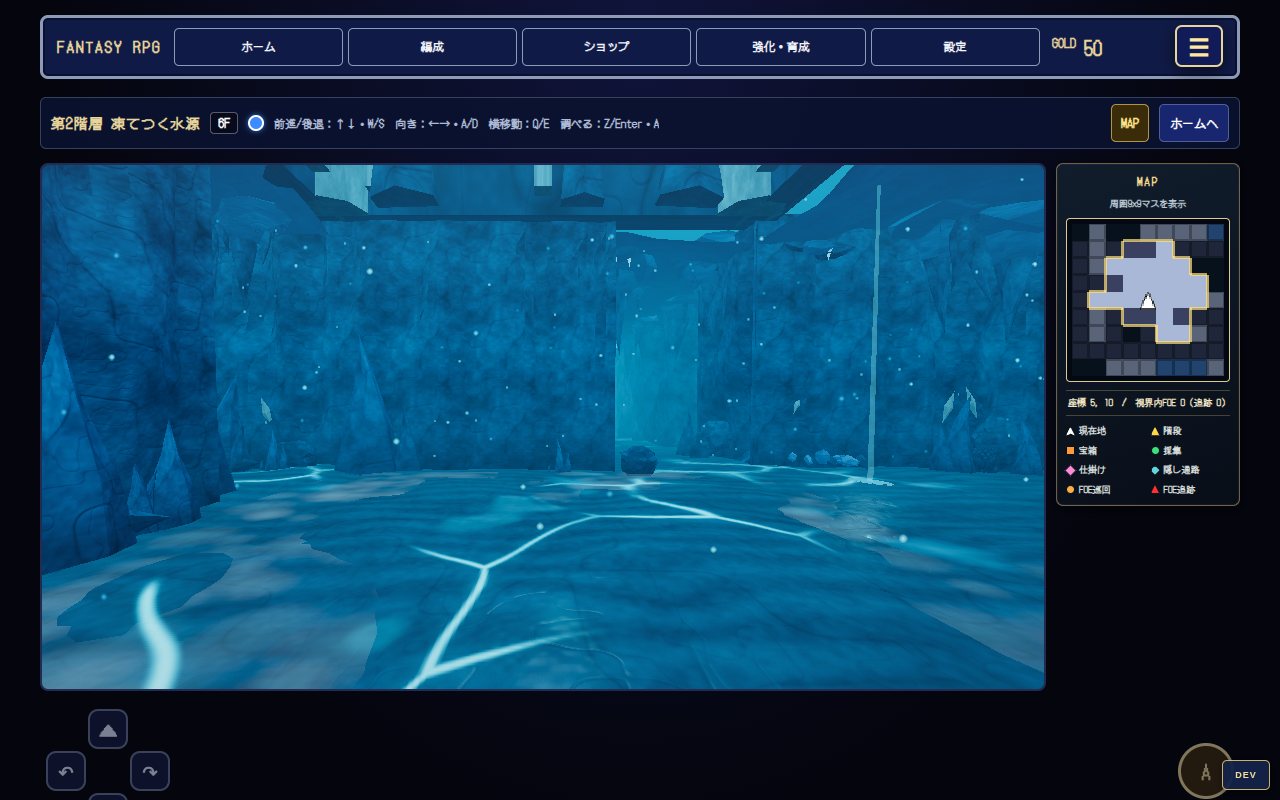 FANTASY RPG
ホーム
編成
ショップ
強化・育成
設定
GOLD 50
第2階層 凍てつく水源
6F
前進/後退：↑↓・W/S 向き：←→・A/D 横移動：Q/E 調べる：Z/Enter・A
MAP
ホームへ
MAP
周囲9x9マスを表示
座標 5, 10 / 視界内FOE 0 (追跡 0)
現在地
階段
宝箱
採集
仕掛け
隠し通路
FOE巡回
FOE追跡
A
DEV